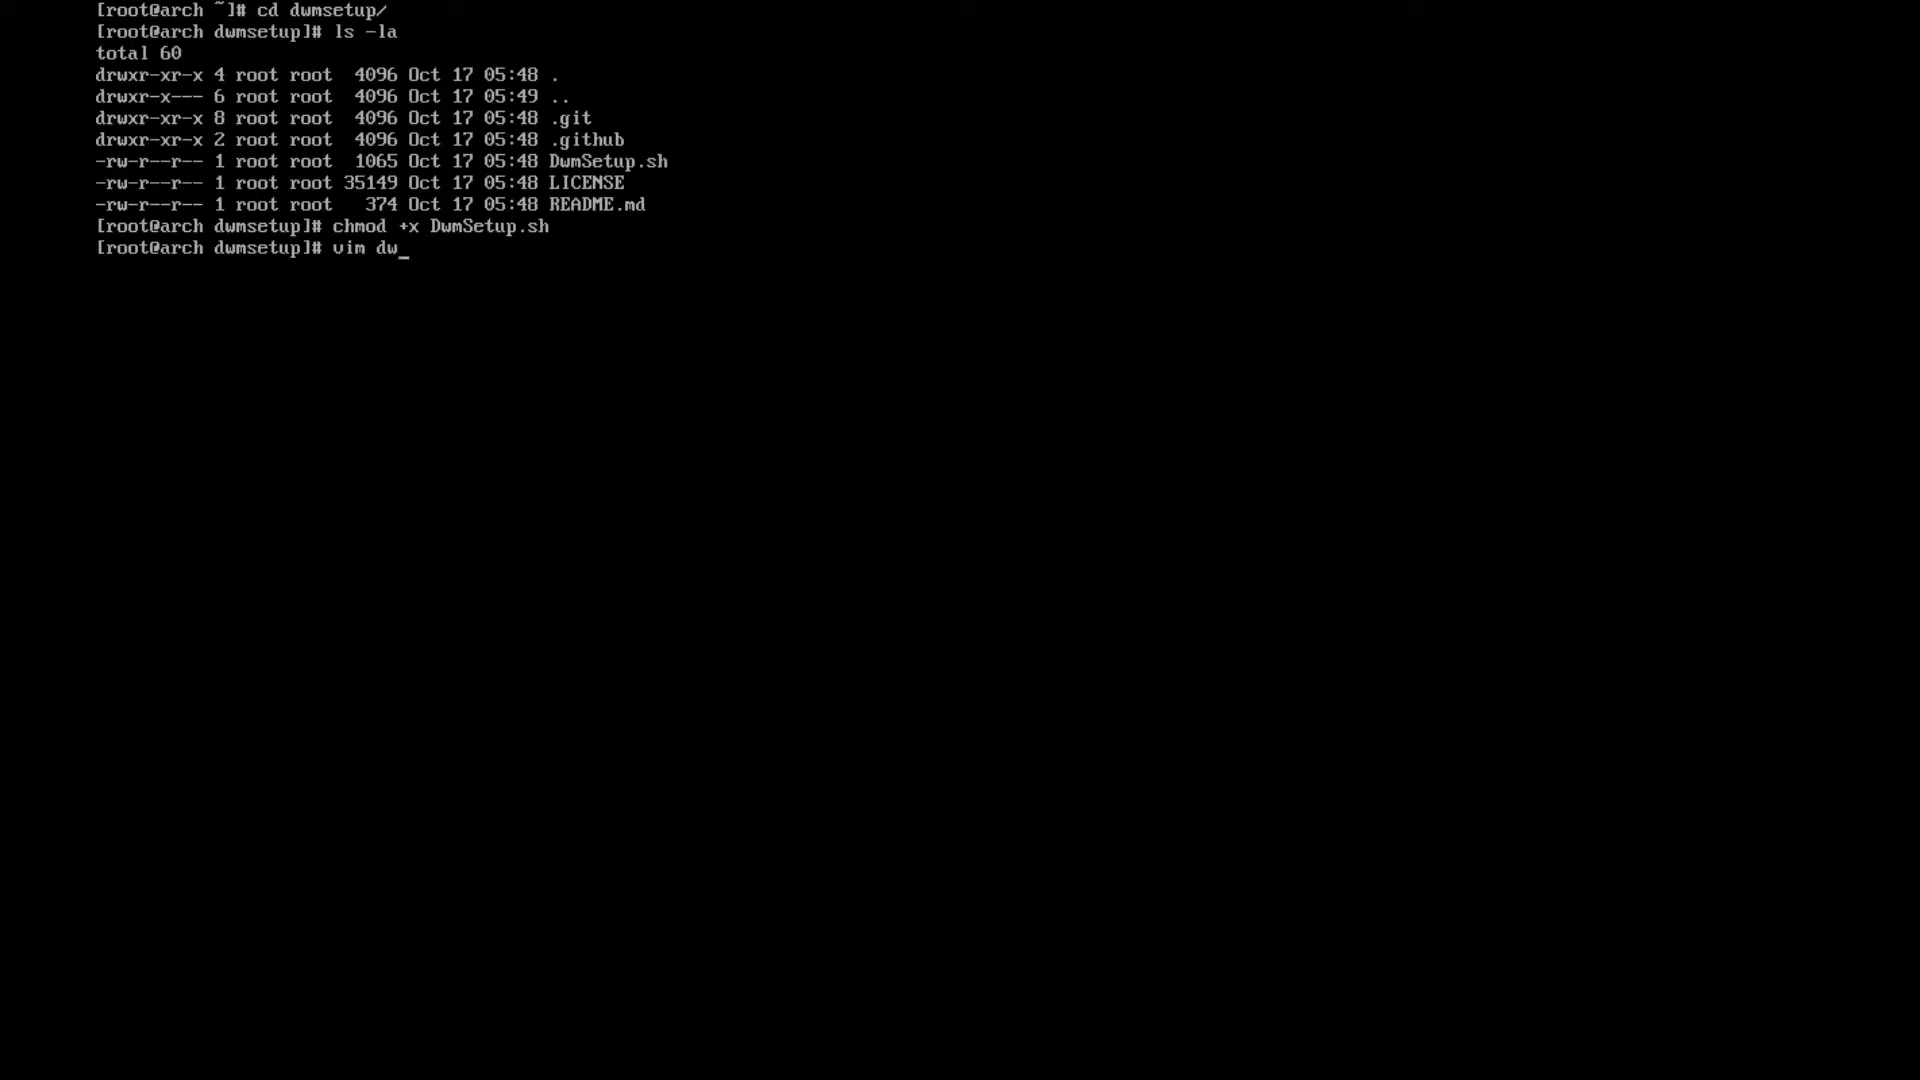 [root@arch ~]# cd dwmsetup/
[root@arch dwmsetup]# ls -la
total 60
drwxr-xr-x 4 root root  4096 Oct 17 05:48 .
drwxr-x--- 6 root root  4096 Oct 17 05:49 ..
drwxr-xr-x 8 root root  4096 Oct 17 05:48 .git
drwxr-xr-x 2 root root  4096 Oct 17 05:48 .github
-rw-r--r-- 1 root root  1065 Oct 17 05:48 DwmSetup.sh
-rw-r--r-- 1 root root 35149 Oct 17 05:48 LICENSE
-rw-r--r-- 1 root root   374 Oct 17 05:48 README.md
[root@arch dwmsetup]# chmod +x DwmSetup.sh
[root@arch dwmsetup]# vim dw_